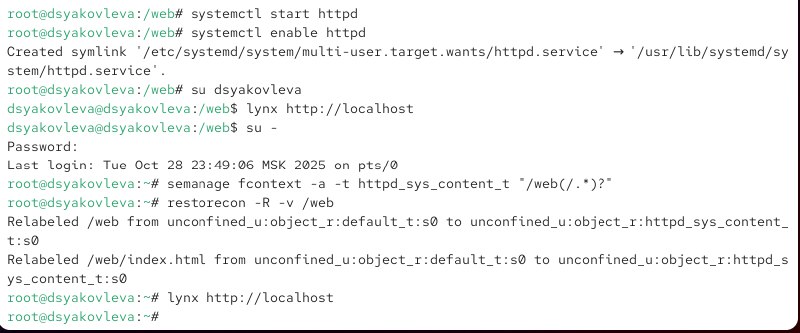 root@dsyakovleva:/web# systemctl start httpd
root@dsyakovleva:/web# systemctl enable httpd
Created symlink '/etc/systemd/system/multi-user.target.wants/httpd.service' → '/usr/lib/systemd/sy
stem/httpd.service'.
root@dsyakovleva:/web# su dsyakovleva
dsyakovleva@dsyakovleva:/web$ lynx http://localhost
dsyakovleva@dsyakovleva:/web$ su -
Password:
Last login: Tue Oct 28 23:49:06 MSK 2025 on pts/0
root@dsyakovleva:~# semanage fcontext -a -t httpd_sys_content_t "/web(/.*)?"
root@dsyakovleva:~# restorecon -R -v /web
Relabeled /web from unconfined_u:object_r:default_t:s0 to unconfined_u:object_r:httpd_sys_content_
t:s0
Relabeled /web/index.html from unconfined_u:object_r:default_t:s0 to unconfined_u:object_r:httpd_s
ys_content_t:s0
root@dsyakovleva:~# lynx http://localhost
root@dsyakovleva:~#